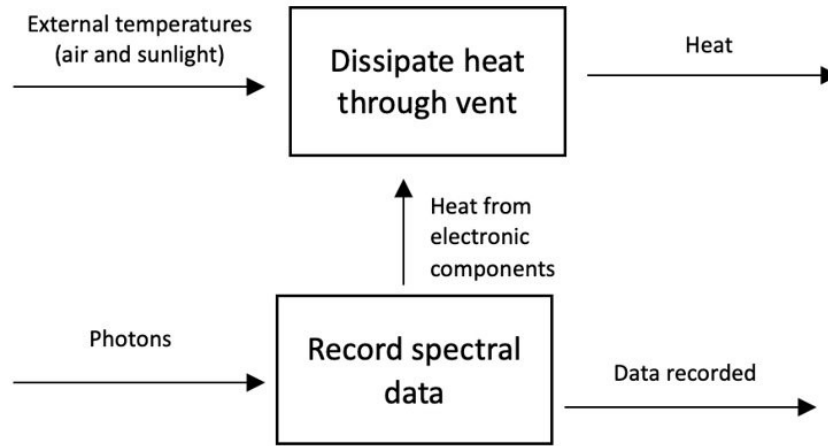 External temperatures
(air and sunlight)
Dissipate heat
through vent
Heat
Heat from
electronic
components
Photons
Record spectral
data
Data recorded